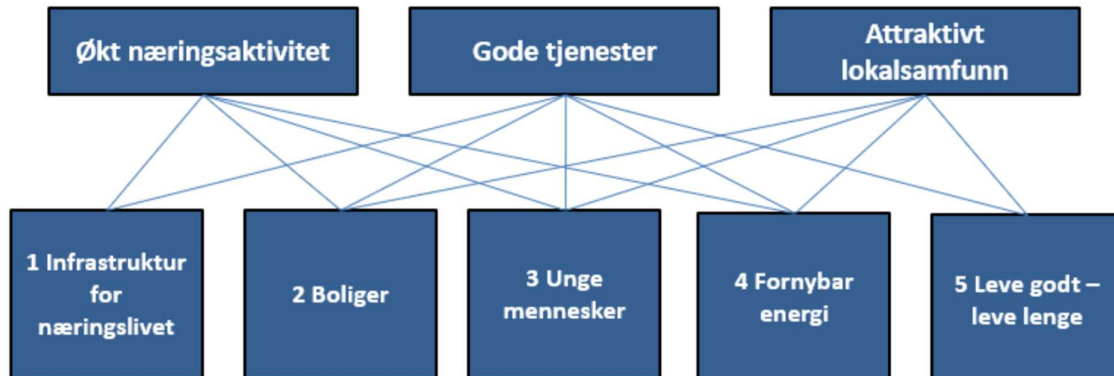 Økt næringsaktivitet
Gode tjenester
Attraktivt
lokalsamfunn
1 Infrastruktur
for
næringslivet
2 Boliger
3 Unge
mennesker
4 Fornybar
energi
5 Leve godt –
leve lenge